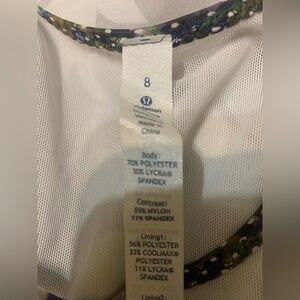 8
lululemon
Made in
China
Body:
70% POLYESTER
30% LYCRA®
SPANDEX
Contrast:
89% NYLON
11% SPANDEX
Lining1:
56% POLYESTER
33% COOLMAX®
POLYESTER
11% LYCRA®
SPANDEX
Lining2: